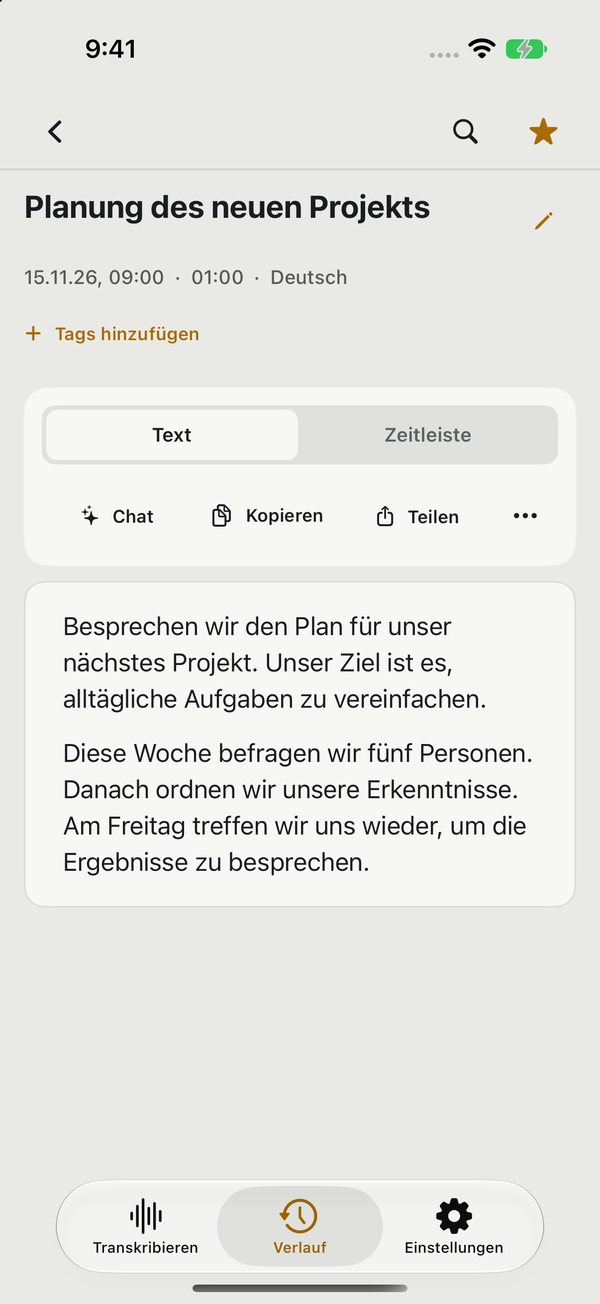 9:41
Planung des neuen Projekts
15.11.26, 09:00 · 01:00 · Deutsch
+ Tags hinzufügen
Text Zeitleiste
Chat Kopieren Teilen
Besprechen wir den Plan für unser
nächstes Projekt. Unser Ziel ist es,
alltägliche Aufgaben zu vereinfachen.
Diese Woche befragen wir fünf Personen.
Danach ordnen wir unsere Erkenntnisse.
Am Freitag treffen wir uns wieder, um die
Ergebnisse zu besprechen.
Transkribieren Verlauf Einstellungen